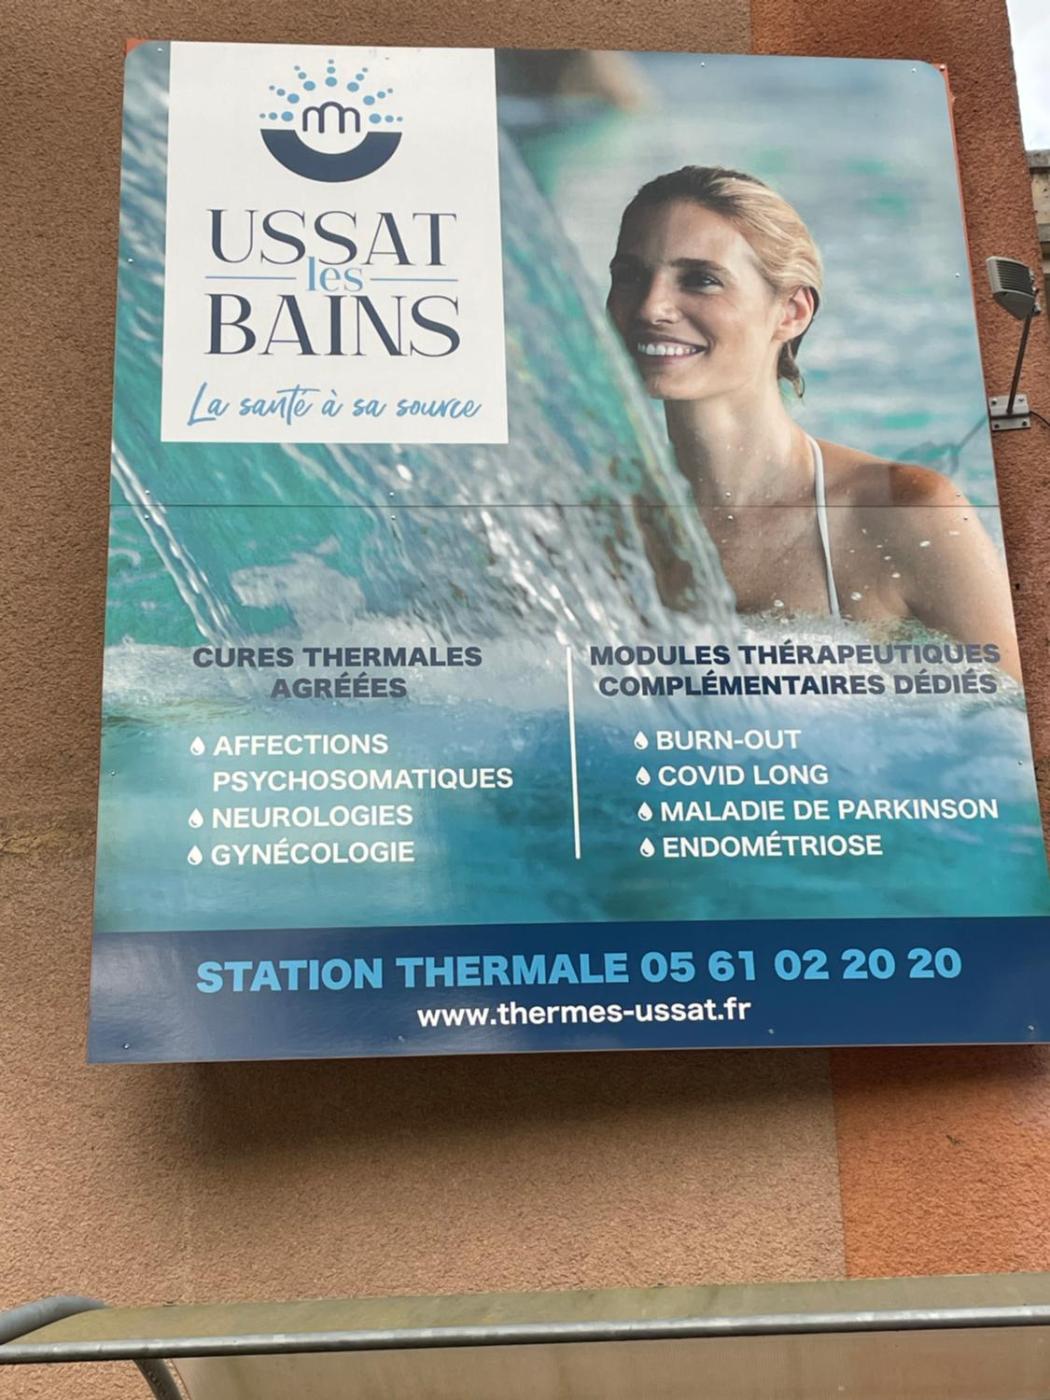 USSAT
les
BAINS
La santé à sa source
CURES THERMALES
AGRÉÉES
AFFECTIONS
PSYCHOSOMATIQUES
NEUROLOGIES
GYNÉCOLOGIE
MODULES THÉRAPEUTIQUES
COMPLÉMENTAIRES DÉDIÉS
BURN-OUT
COVID LONG
MALADIE DE PARKINSON
ENDOMÉTRIOSE
STATION THERMALE 05 61 02 20 20
www.thermes-ussat.fr